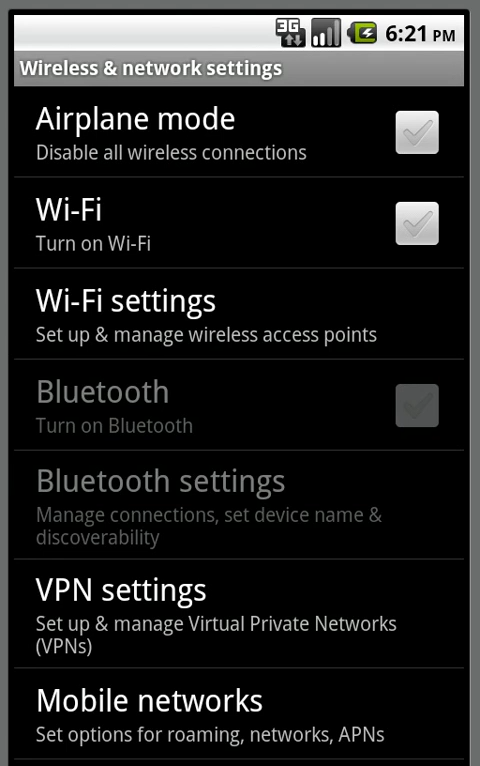 3G 6:21 PM
Wireless & network settings
Airplane mode
Disable all wireless connections
Wi-Fi
Turn on Wi-Fi
Wi-Fi settings
Set up & manage wireless access points
Bluetooth
Turn on Bluetooth
Bluetooth settings
Manage connections, set device name &
discoverability
VPN settings
Set up & manage Virtual Private Networks
(VPNs)
Mobile networks
Set options for roaming, networks, APNs